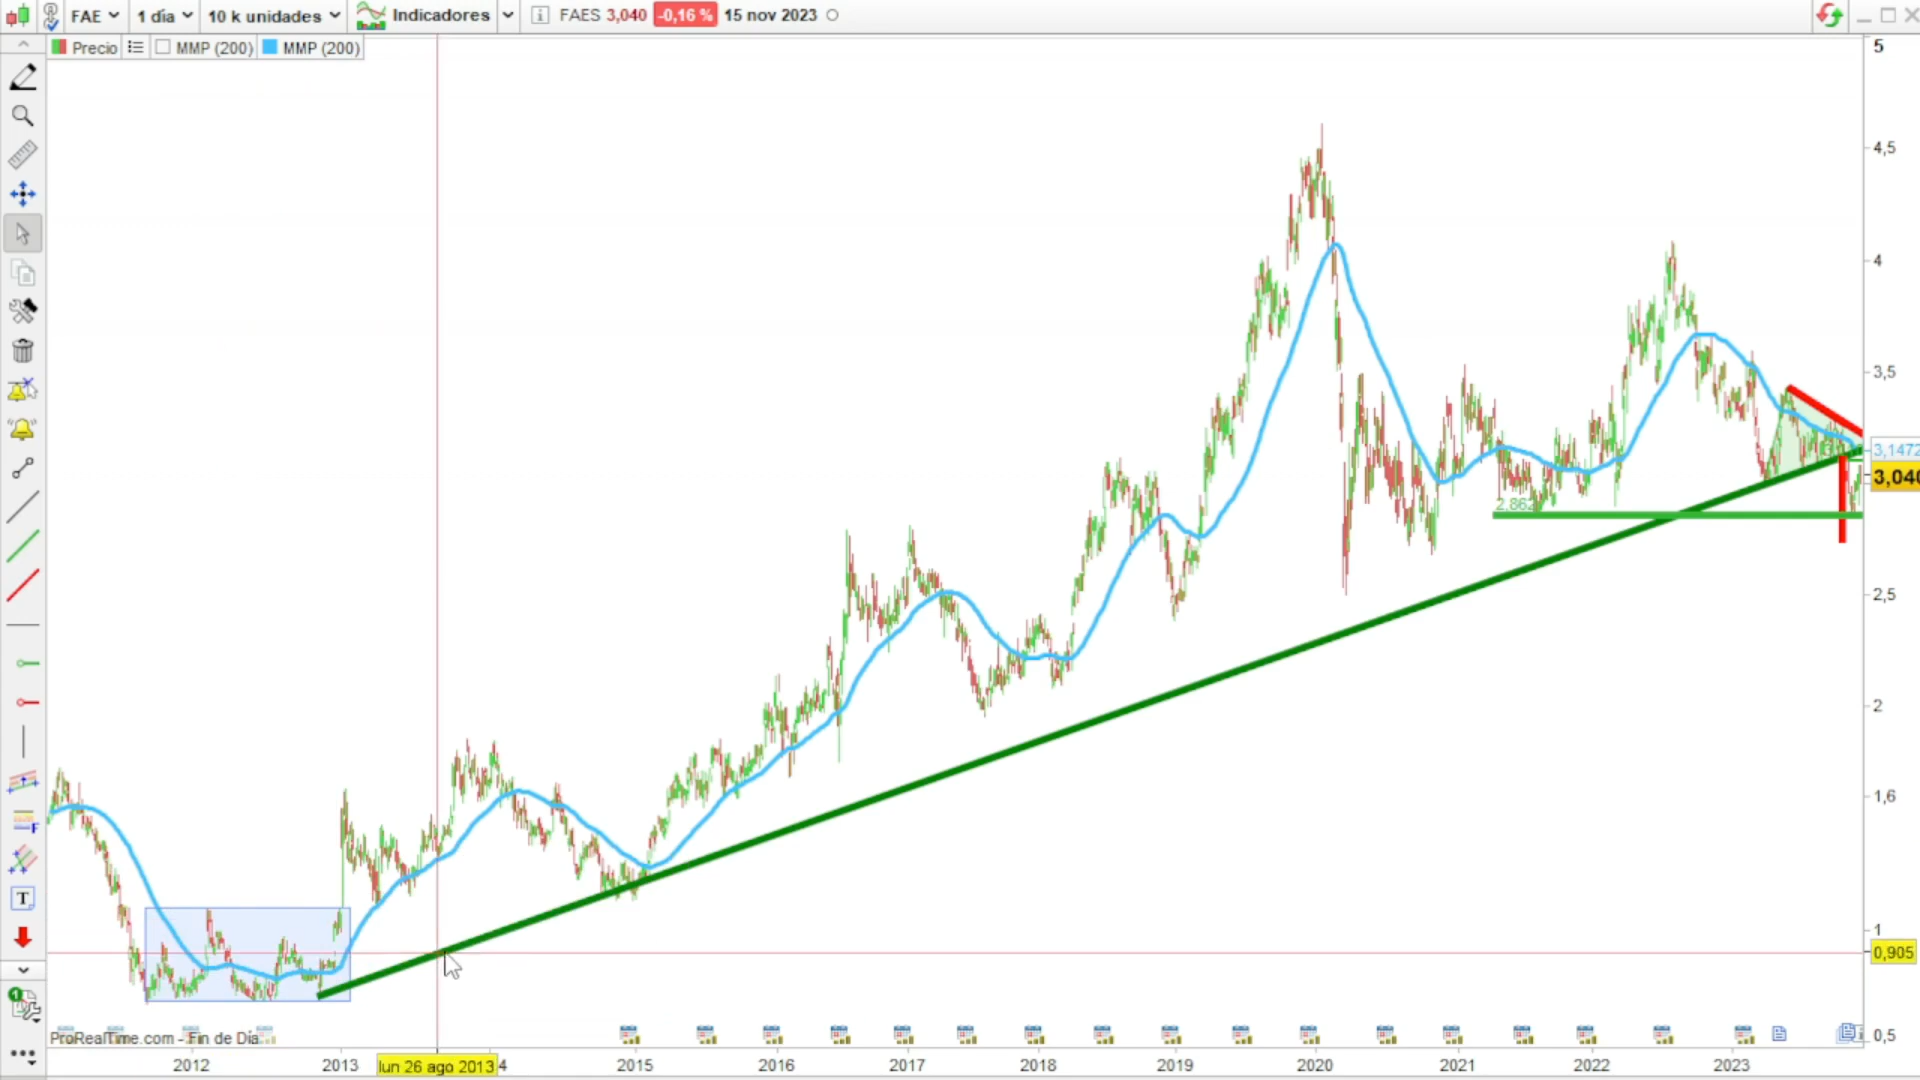 FAE 1 día 10 k unidades Indicadores FAES 3,040 -0,16 % 15 nov 2023
Precio MMP (200) MMP (200)
5
4,5
4
3,5
3,1472
3,040
2,862
2,5
2
1,6
1
0,905
0,5
F
T
1
ProRealTime.com - Fin de Día
2012 2013 lun 26 ago 2013 4 2015 2016 2017 2018 2019 2020 2021 2022 2023